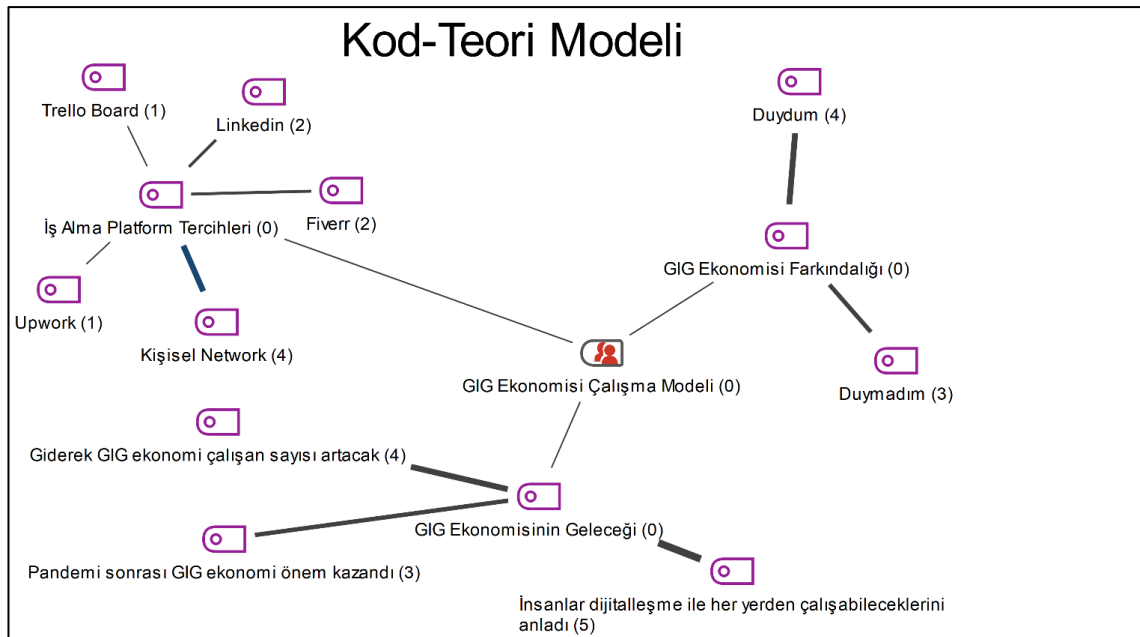 Kod-Teori Modeli
Trello Board (1)
Linkedin (2)
Duydum (4)
İş Alma Platform Tercihleri (0)
Fiverr (2)
GIG Ekonomisi Farkındalığı (0)
Upwork (1)
Kişisel Network (4)
GIG Ekonomisi Çalışma Modeli (0)
Duymadım (3)
Giderek GIG ekonomi çalışan sayısı artacak (4)
GIG Ekonomisinin Geleceği (0)
Pandemi sonrası GIG ekonomi önem kazandı (3)
İnsanlar dijitalleşme ile her yerden çalışabileceklerini
anladı (5)